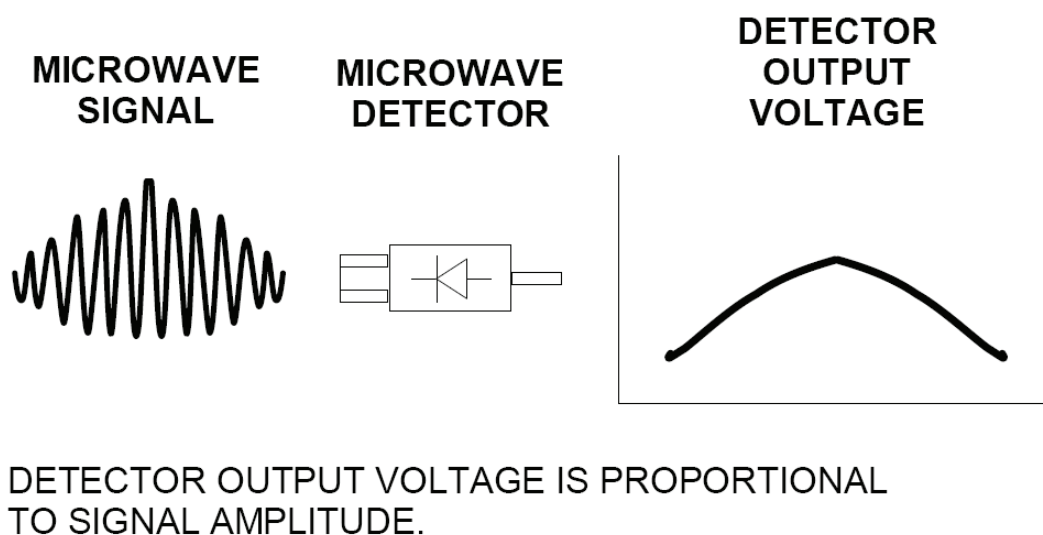 MICROWAVE
SIGNAL
MICROWAVE
DETECTOR
DETECTOR
OUTPUT
VOLTAGE
DETECTOR OUTPUT VOLTAGE IS PROPORTIONAL
TO SIGNAL AMPLITUDE.